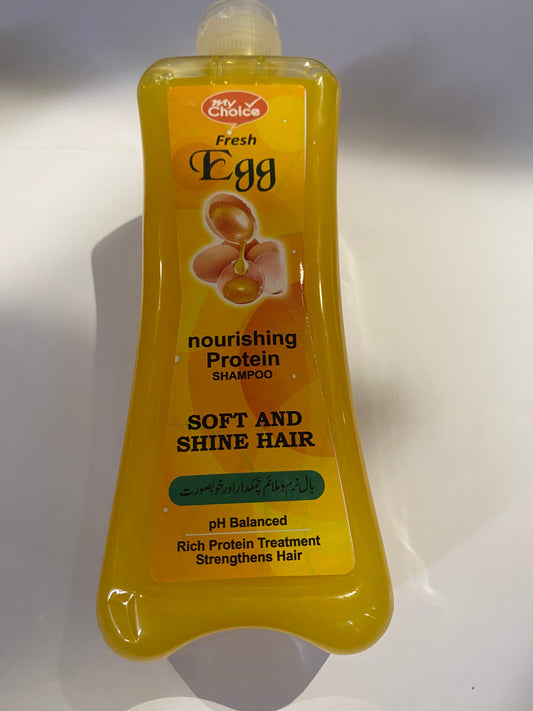 My
Choice
Fresh
Egg
nourishing
Protein
SHAMPOO
SOFT AND
SHINE HAIR
بال نرم و ملائم چمکدار اور خوبصورت
pH Balanced
Rich Protein Treatment
Strengthens Hair